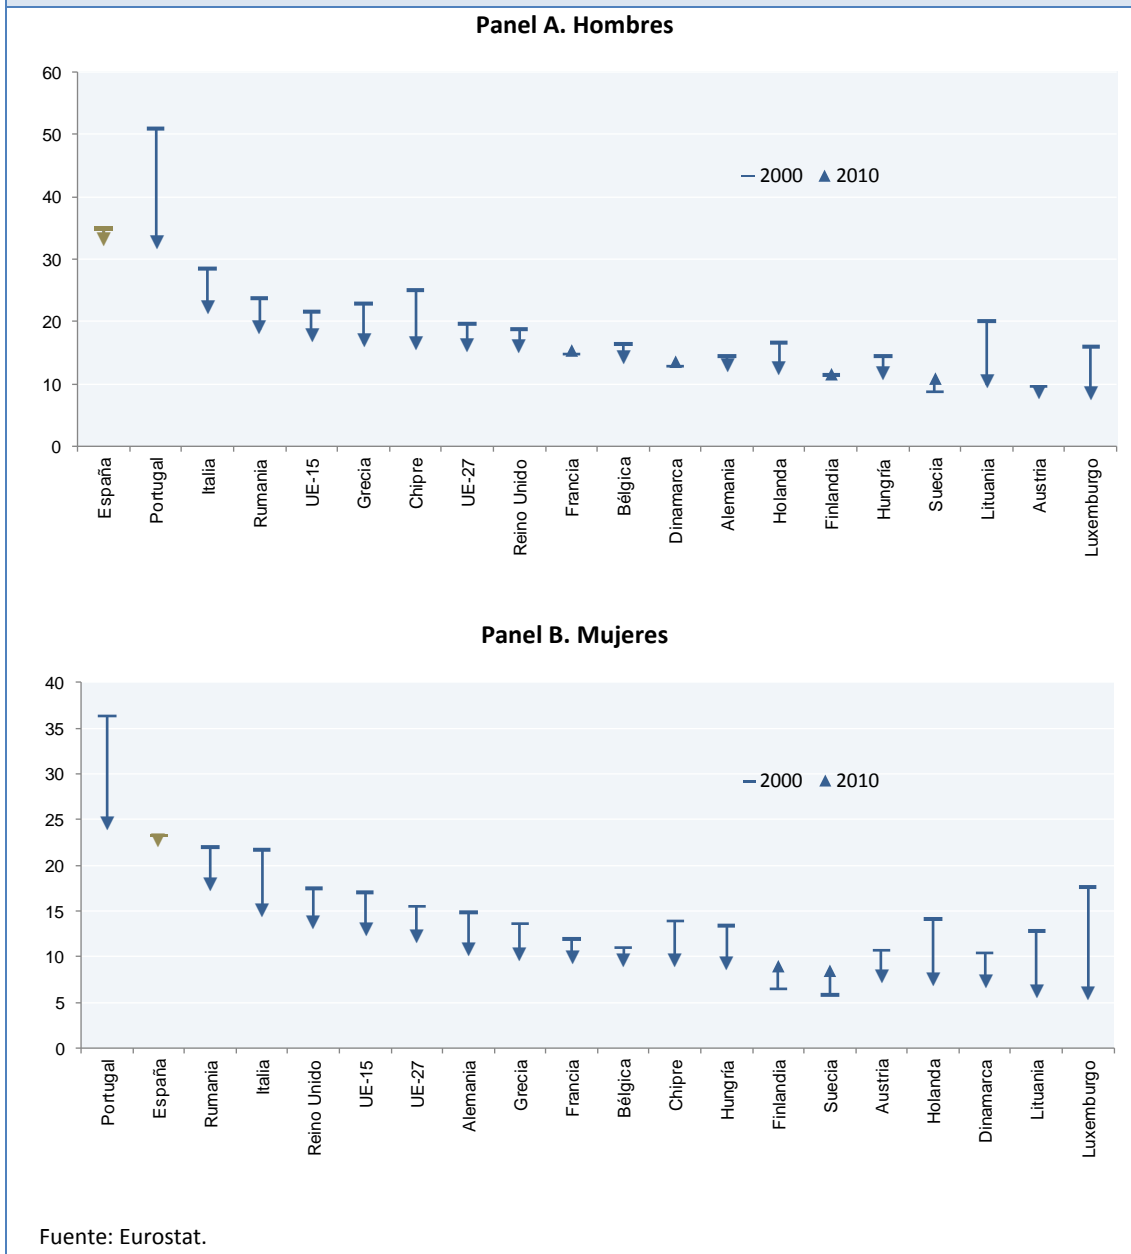 Panel A. Hombres
60
50
40
30
20
10
0
2000 2010
España
Portugal
Italia
Rumania
UE-15
Grecia
Chipre
UE-27
Reino Unido
Francia
Bélgica
Dinamarca
Alemania
Holanda
Finlandia
Hungría
Suecia
Lituania
Austria
Luxemburgo
Panel B. Mujeres
40
35
30
25
20
15
10
5
0
2000 2010
Portugal
España
Rumania
Italia
Reino Unido
UE-15
UE-27
Alemania
Grecia
Francia
Bélgica
Chipre
Hungría
Finlandia
Suecia
Austria
Holanda
Dinamarca
Lituania
Luxemburgo
Fuente: Eurostat.